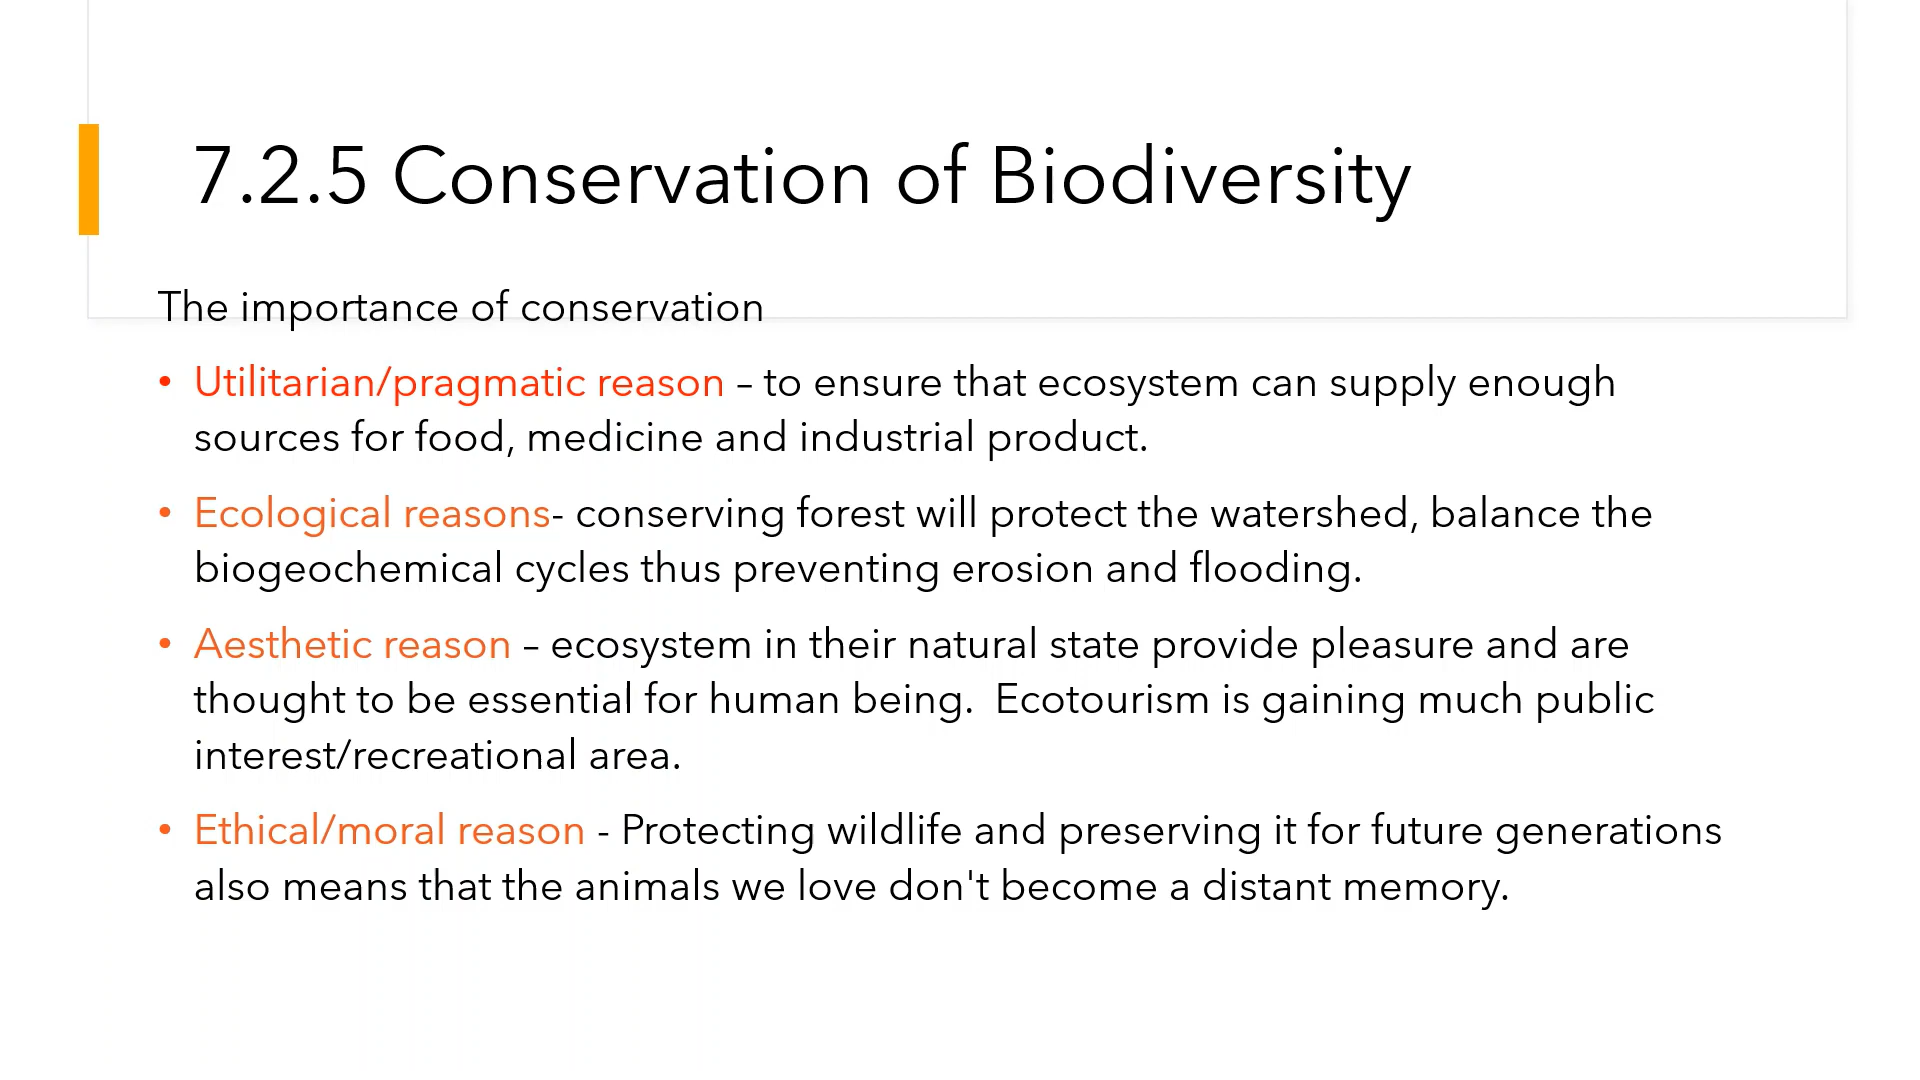 7.2.5 Conservation of Biodiversity
The importance of conservation
• Utilitarian/pragmatic reason – to ensure that ecosystem can supply enough
sources for food, medicine and industrial product.
• Ecological reasons- conserving forest will protect the watershed, balance the
biogeochemical cycles thus preventing erosion and flooding.
• Aesthetic reason – ecosystem in their natural state provide pleasure and are
thought to be essential for human being.  Ecotourism is gaining much public
interest/recreational area.
• Ethical/moral reason - Protecting wildlife and preserving it for future generations
also means that the animals we love don't become a distant memory.